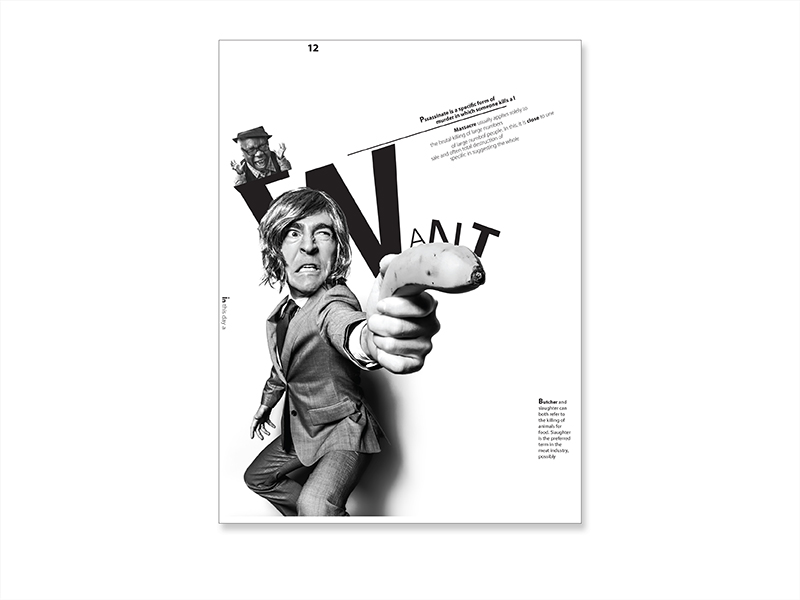 12
Pssassinate is a specific form of
murder in which someone kills a f
Massacre usually applies solely to
the brutal killing of large numbers
of large numbof people. In this, it is close to one
sale and often total destruction of
specific in suggesting the whole
WANT
in this day a
Butcher and
slaughter can
both refer to
the killing of
animals for
food. Slaughter
is the preferred
term in the
meat industry,
possibly